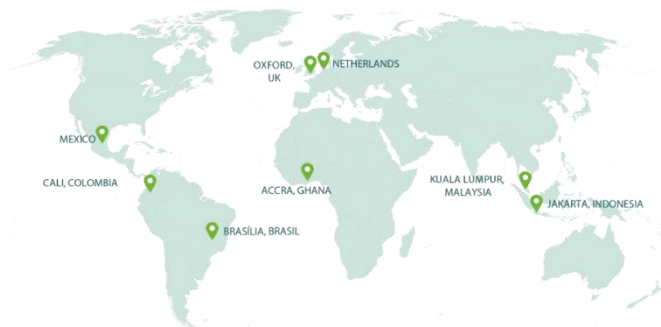 OXFORD,
UK
NETHERLANDS
MEXICO
CALI, COLOMBIA
ACCRA, GHANA
KUALA LUMPUR,
MALAYSIA
JAKARTA, INDONESIA
BRASÍLIA, BRASIL